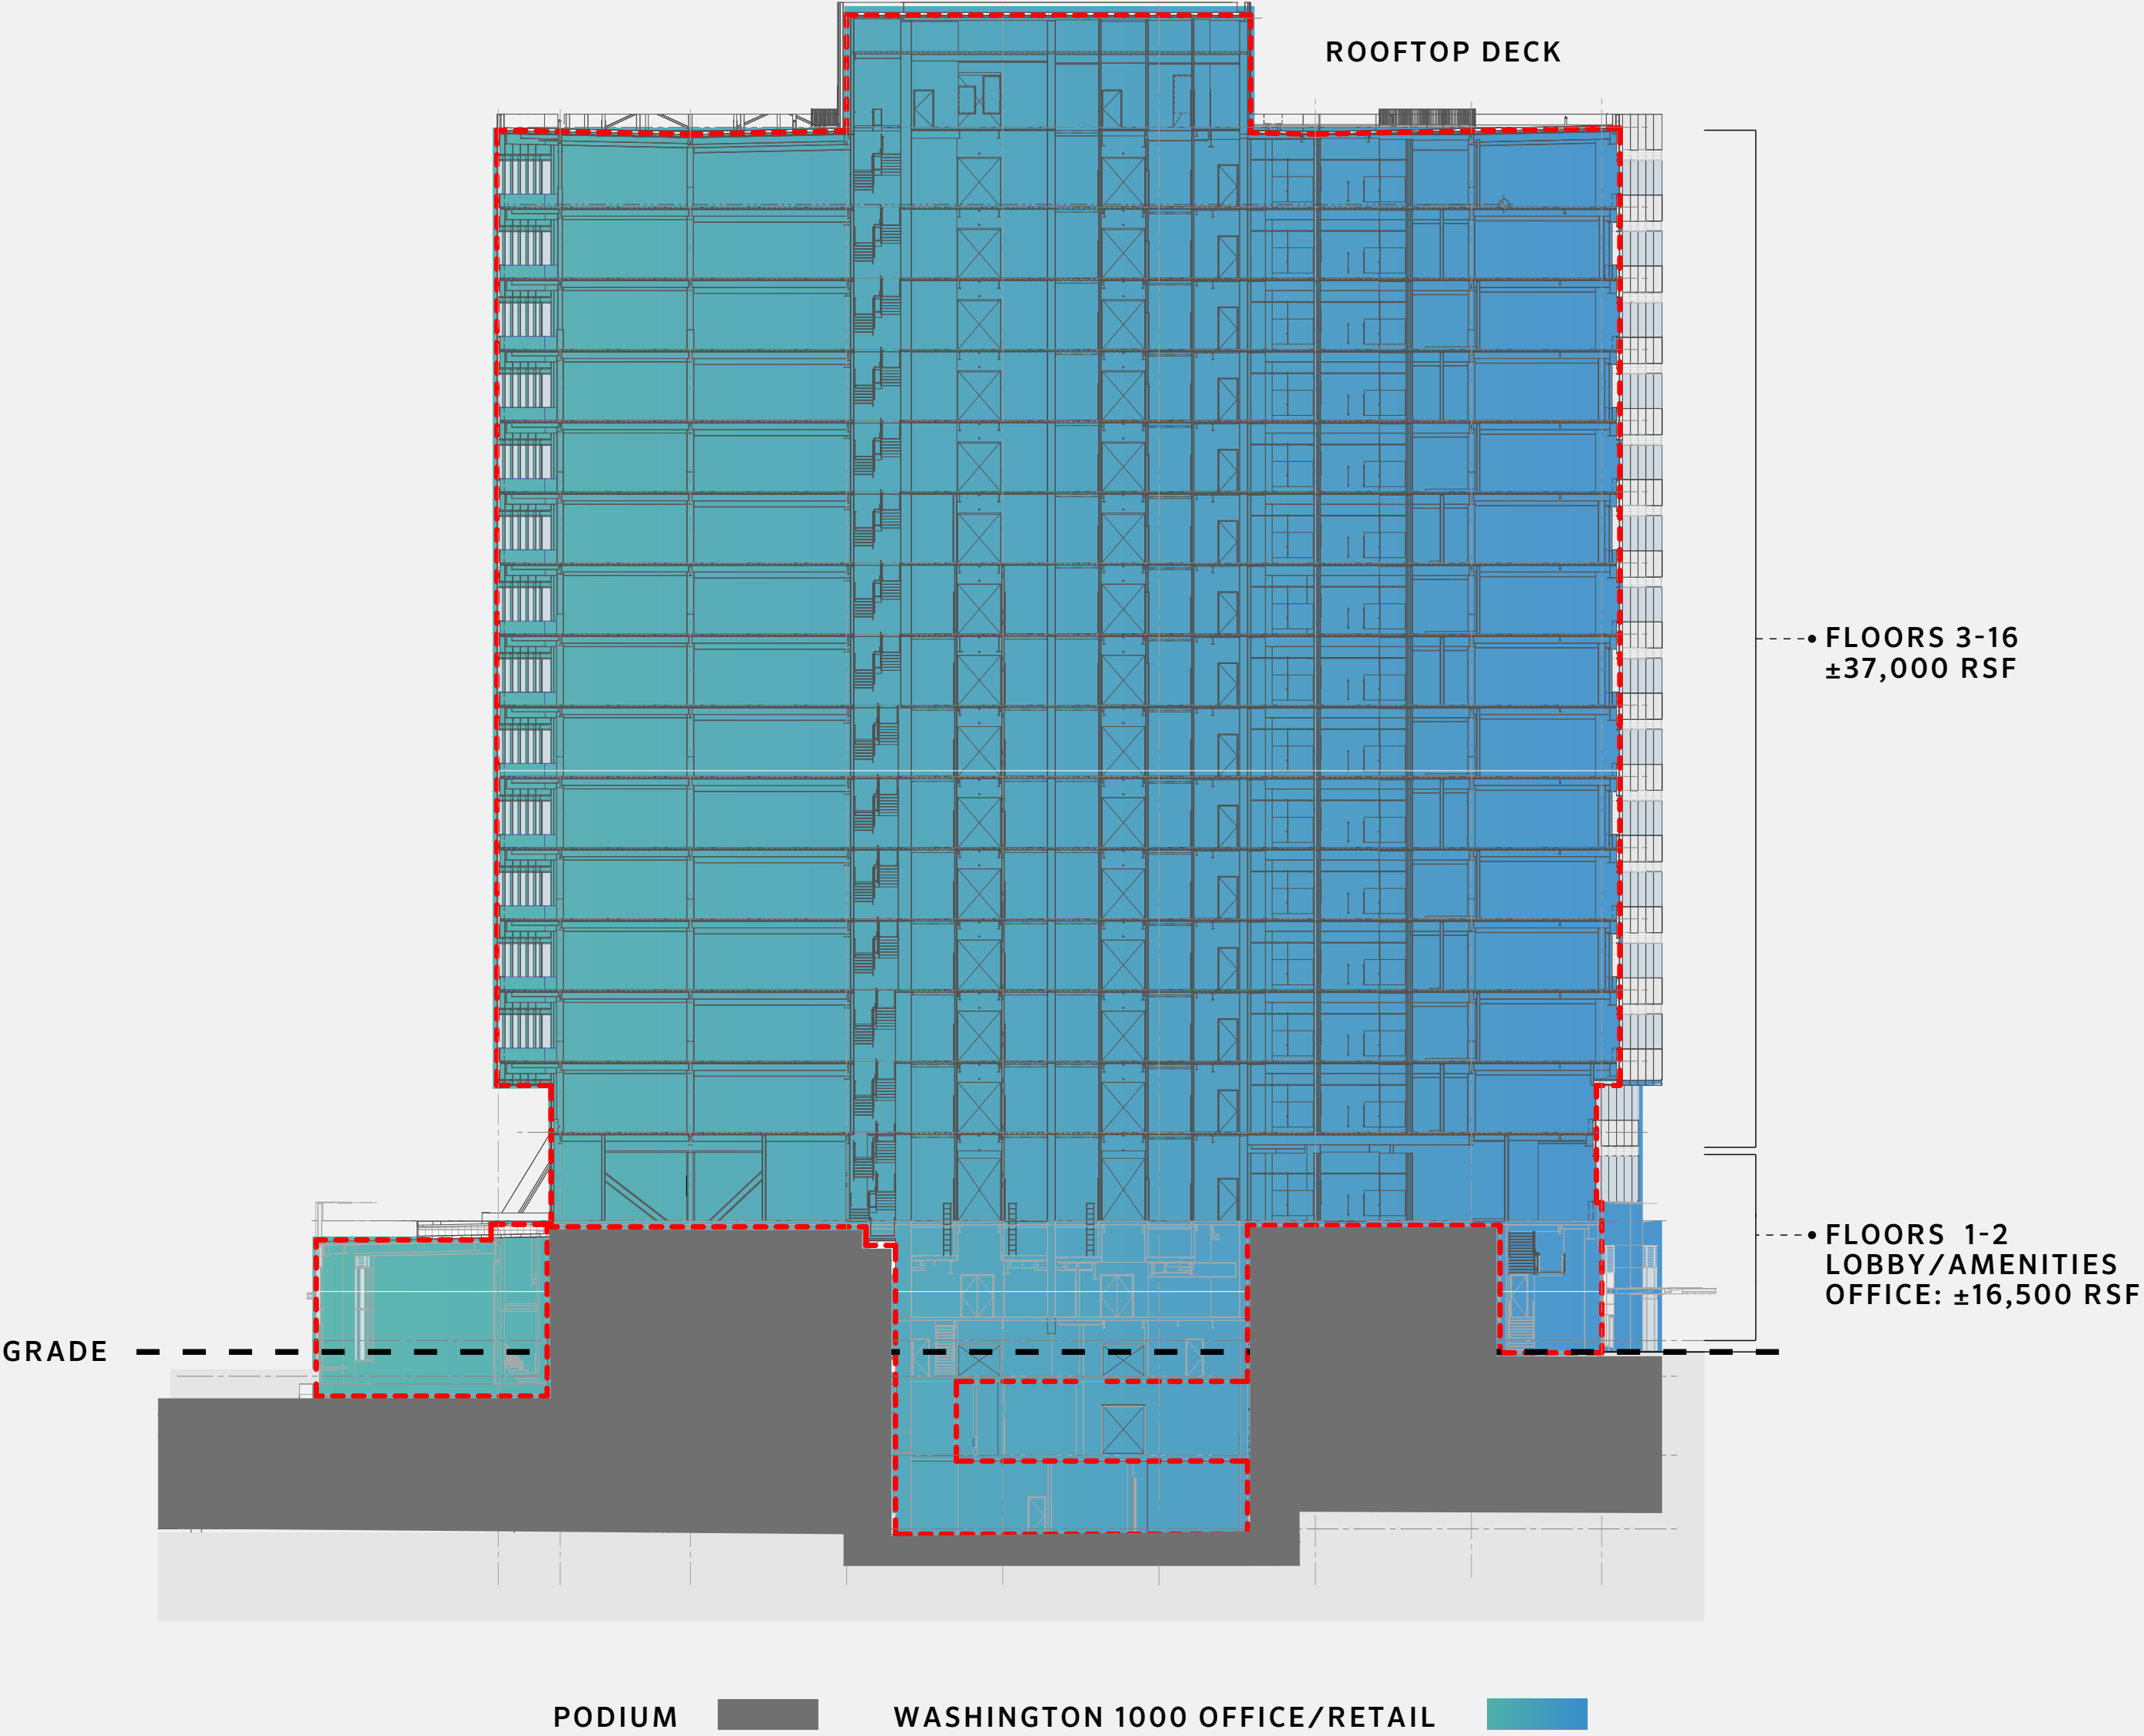 ROOFTOP DECK
FLOORS 3-16
±37,000 RSF
FLOORS 1-2
LOBBY/AMENITIES
OFFICE: ±16,500 RSF
GRADE
PODIUM
WASHINGTON 1000 OFFICE/RETAIL